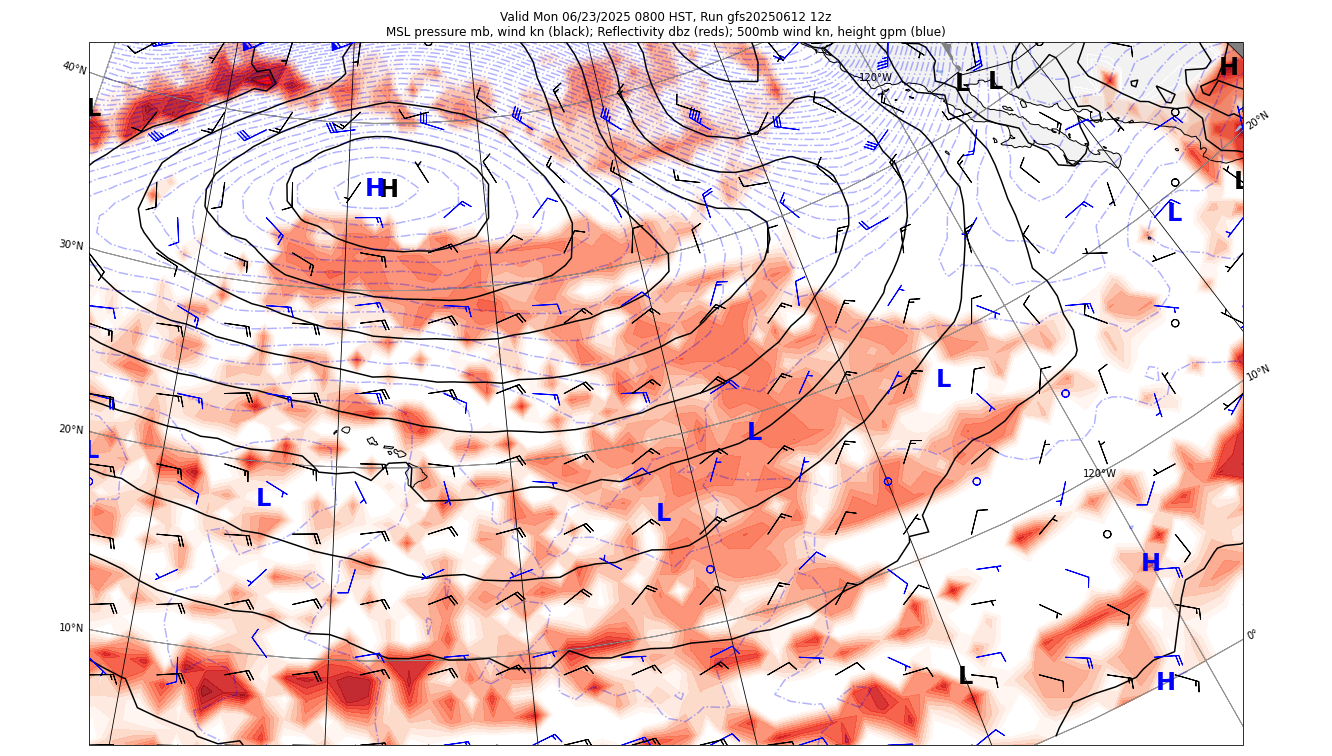 Valid Mon 06/23/2025 0800 HST, Run gfs20250612 12z
MSL pressure mb, wind kn (black); Reflectivity dbz (reds); 500mb wind kn, height gpm (blue)
40°N
120°W
L
L
H
L
20°N
H
H
L
L
30°N
L
10°N
L
20°N
L
L
120°W
L
L
H
10°N
0°
L
H